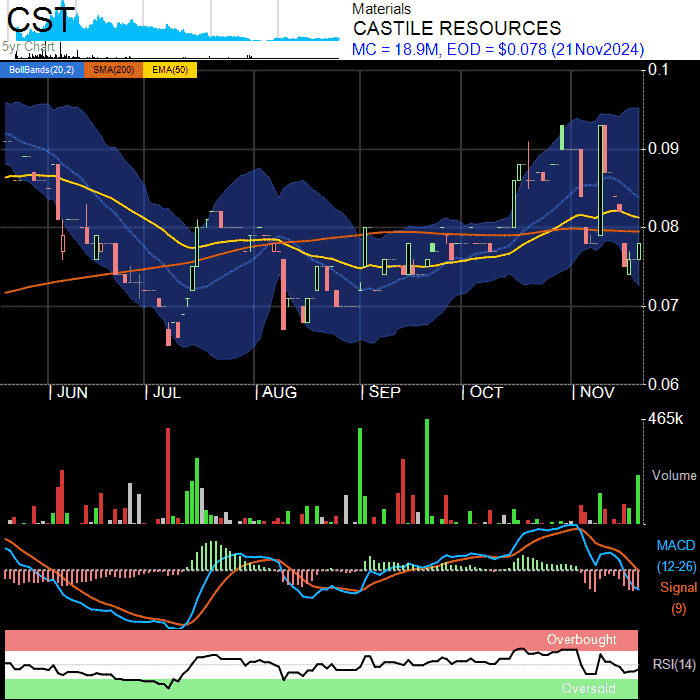 CST
5yr Chart
Materials
CASTILE RESOURCES
MC = 18.9M, EOD = $0.078 (21Nov2024)
BollBands(20,2) SMA(200) EMA(50)
0.1
0.09
0.08
0.07
0.06
JUN JUL AUG SEP OCT NOV
465k
Volume
MACD
(12-26)
Signal
(9)
Overbought
RSI(14)
Oversold